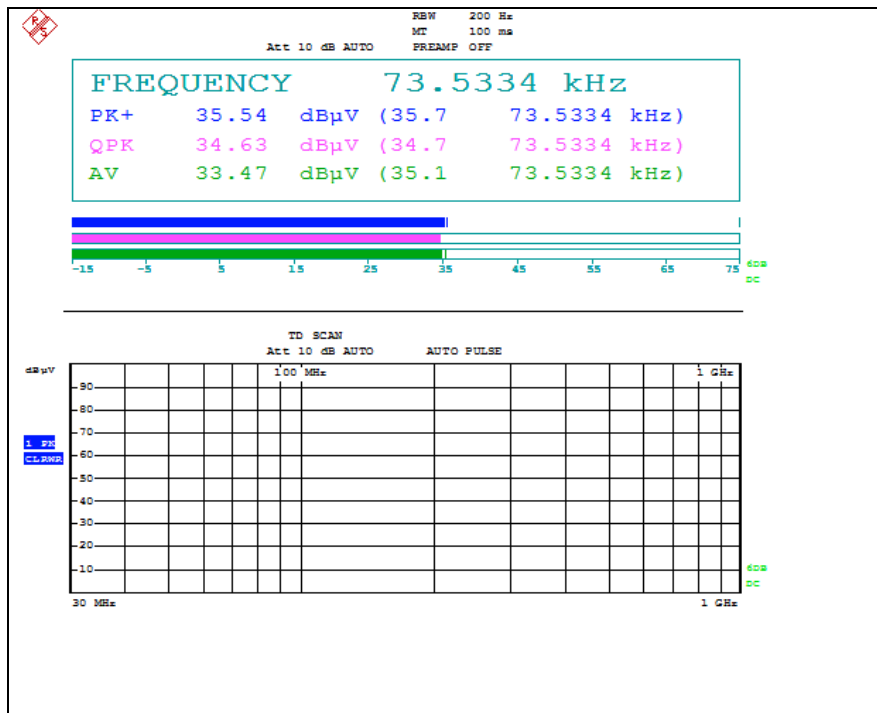 R
S
RBW 200 Hz
MT 100 ms
Att 10 dB AUTO PREAMP OFF
FREQUENCY 73.5334 kHz
PK+ 35.54 dBµV (35.7 73.5334 kHz)
QPK 34.63 dBµV (34.7 73.5334 kHz)
AV 33.47 dBµV (35.1 73.5334 kHz)
-15 -5 5 15 25 35 45 55 65 75
6DB
DC
TD SCAN
Att 10 dB AUTO AUTO PULSE
dBµV
100 MHz 1 GHz
90
80
70
1 PK
60
CLRWR
50
40
30
20
10
6DB
DC
30 MHz 1 GHz